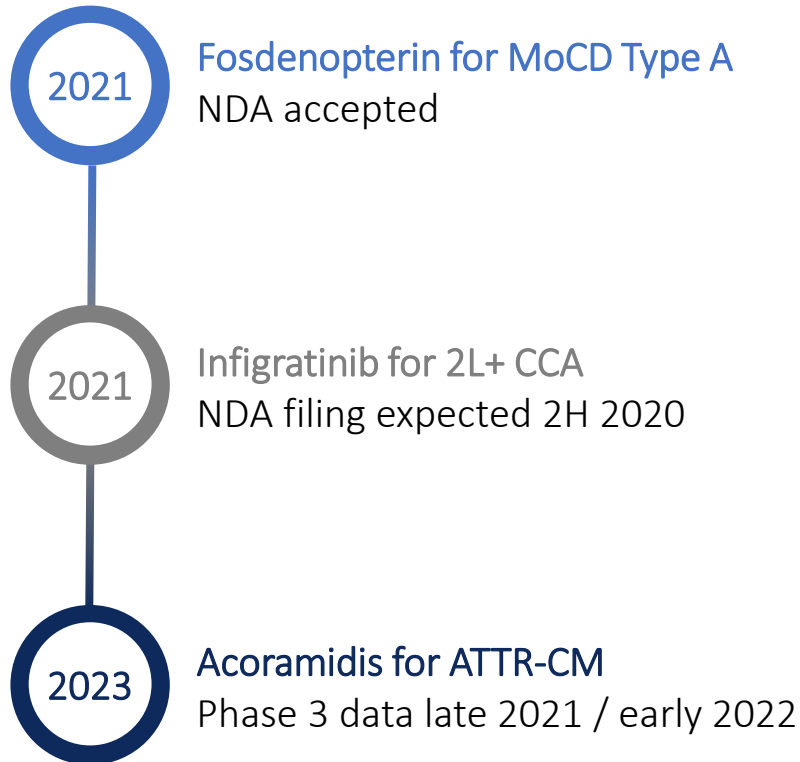 2021
Fosdenopterin for MoCD Type A
NDA accepted
2021
Infigratinib for 2L+ CCA
NDA filing expected 2H 2020
2023
Acoramidis for ATTR-CM
Phase 3 data late 2021 / early 2022